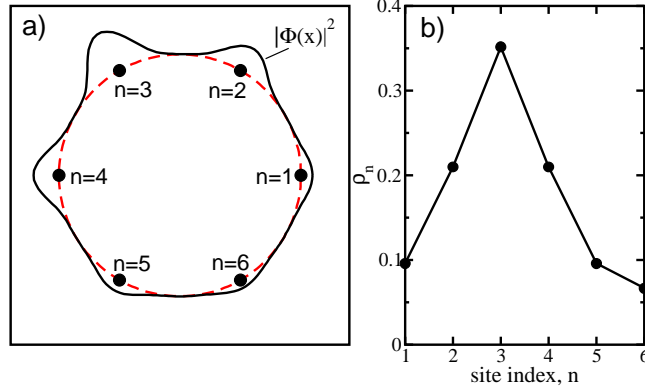 a)
|Φ(x)|²
n=3
n=2
n=4
n=1
n=5
n=6
b)
0.4
0.3
0.2
0.1
0
ρₙ
1 2 3 4 5 6
site index, n